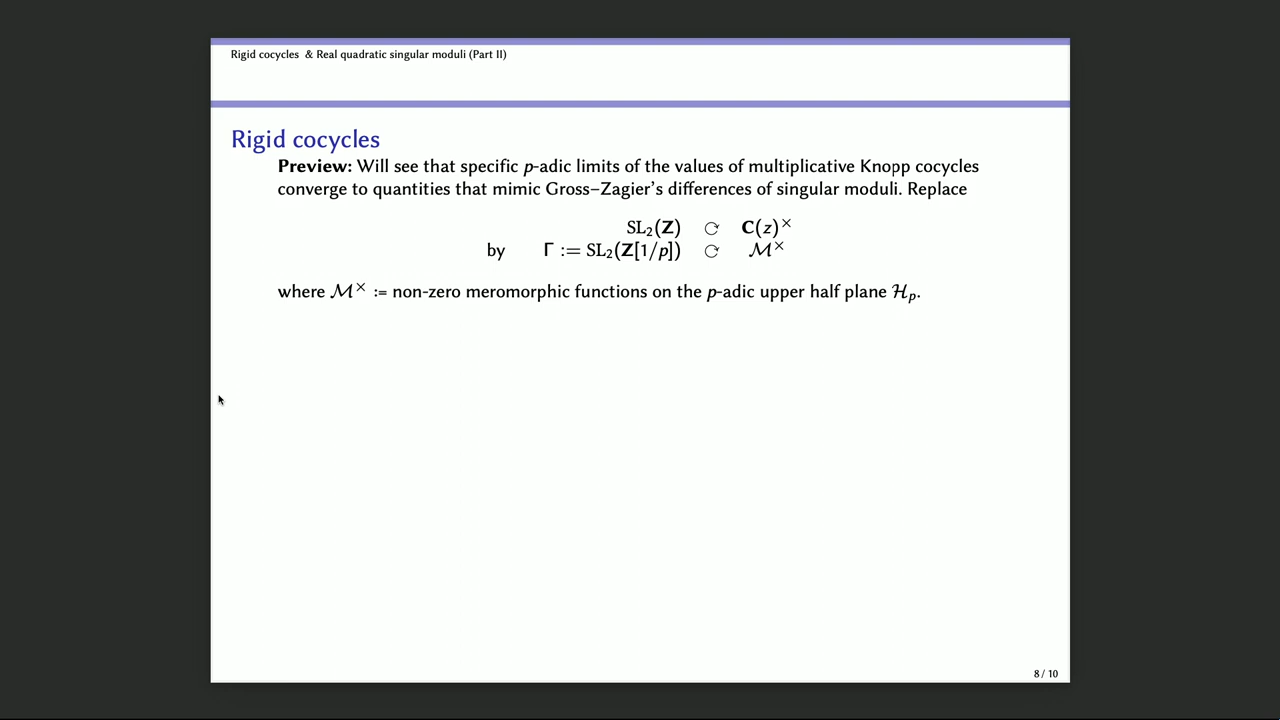 Rigid cocycles & Real quadratic singular moduli (Part II)
Rigid cocycles
Preview: Will see that specific p-adic limits of the values of multiplicative Knopp cocycles
converge to quantities that mimic Gross–Zagier's differences of singular moduli. Replace
SL₂(Z) ⟳ C(z)×
by Γ := SL₂(Z[1/p]) ⟳ ℳ×
where ℳ× := non-zero meromorphic functions on the p-adic upper half plane ℋₚ.
8 / 10